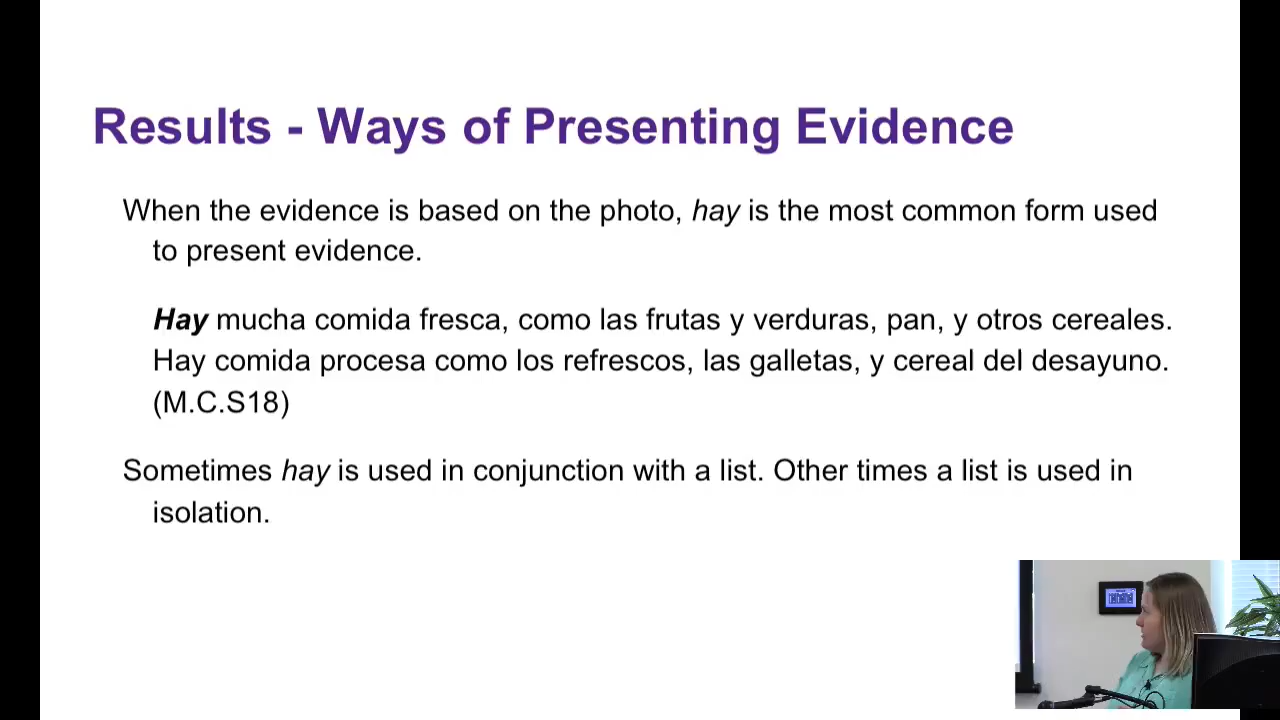 Results - Ways of Presenting Evidence
When the evidence is based on the photo, hay is the most common form used
to present evidence.
Hay mucha comida fresca, como las frutas y verduras, pan, y otros cereales.
Hay comida procesa como los refrescos, las galletas, y cereal del desayuno.
(M.C.S18)
Sometimes hay is used in conjunction with a list. Other times a list is used in
isolation.